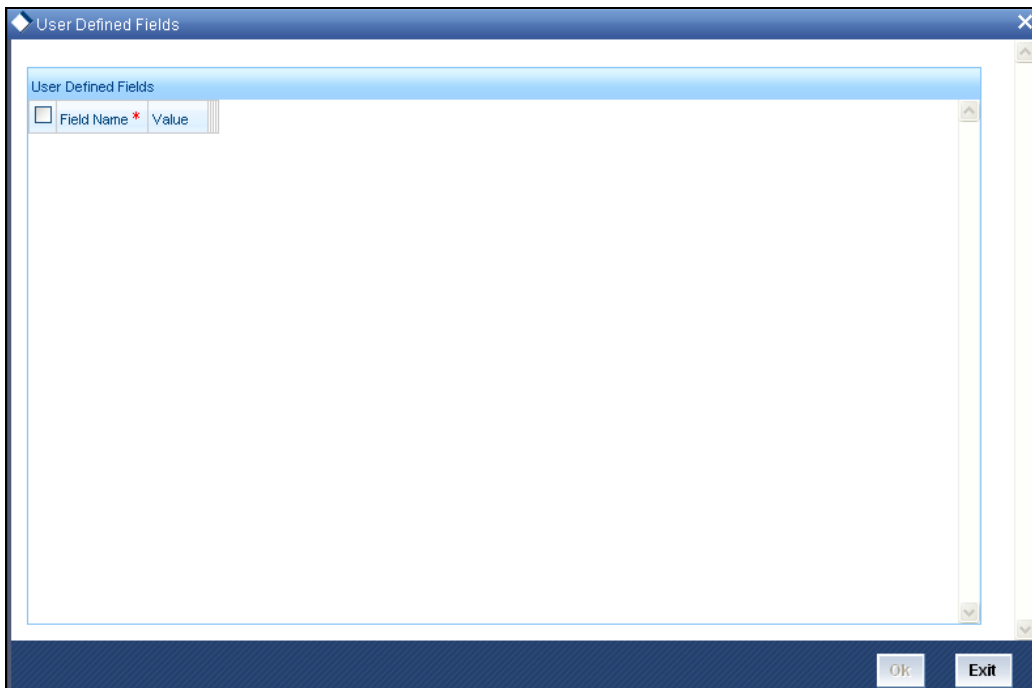 User Defined Fields
User Defined Fields
Field Name * Value
Ok Exit